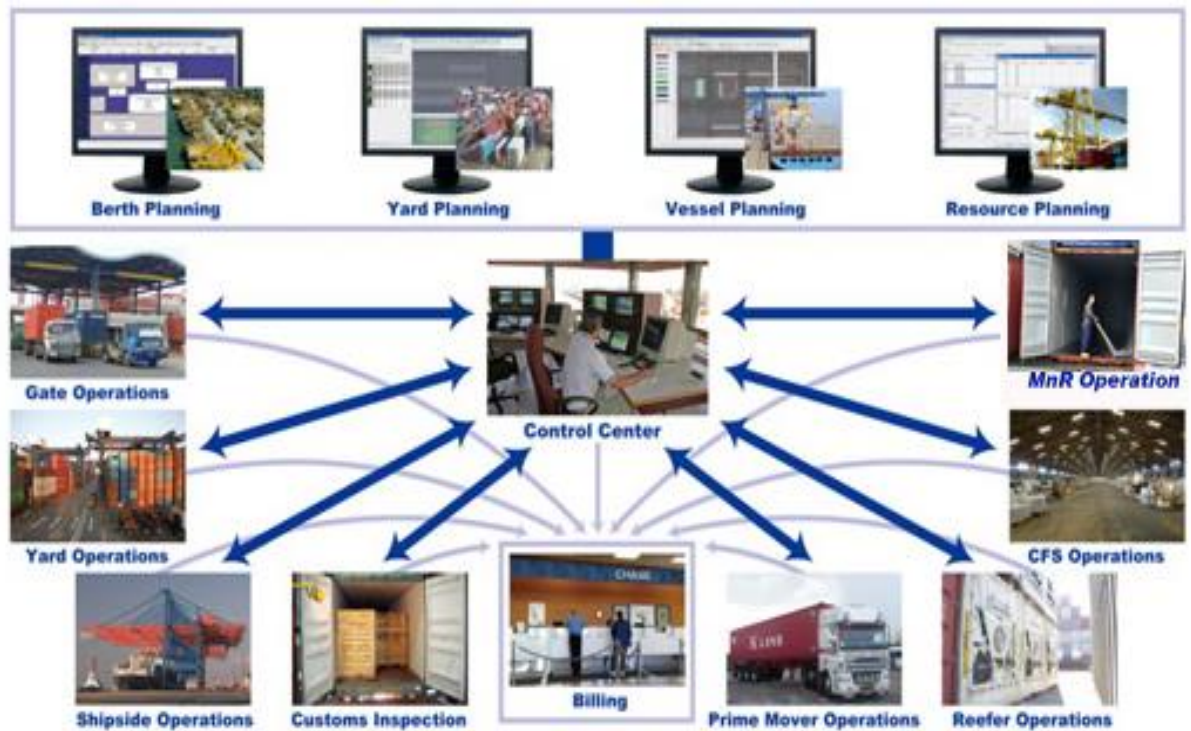 Berth Planning
Yard Planning
Vessel Planning
Resource Planning
Gate Operations
Control Center
MnR Operation
Yard Operations
CFS Operations
Shipside Operations
Customs Inspection
Billing
Prime Mover Operations
Reefer Operations